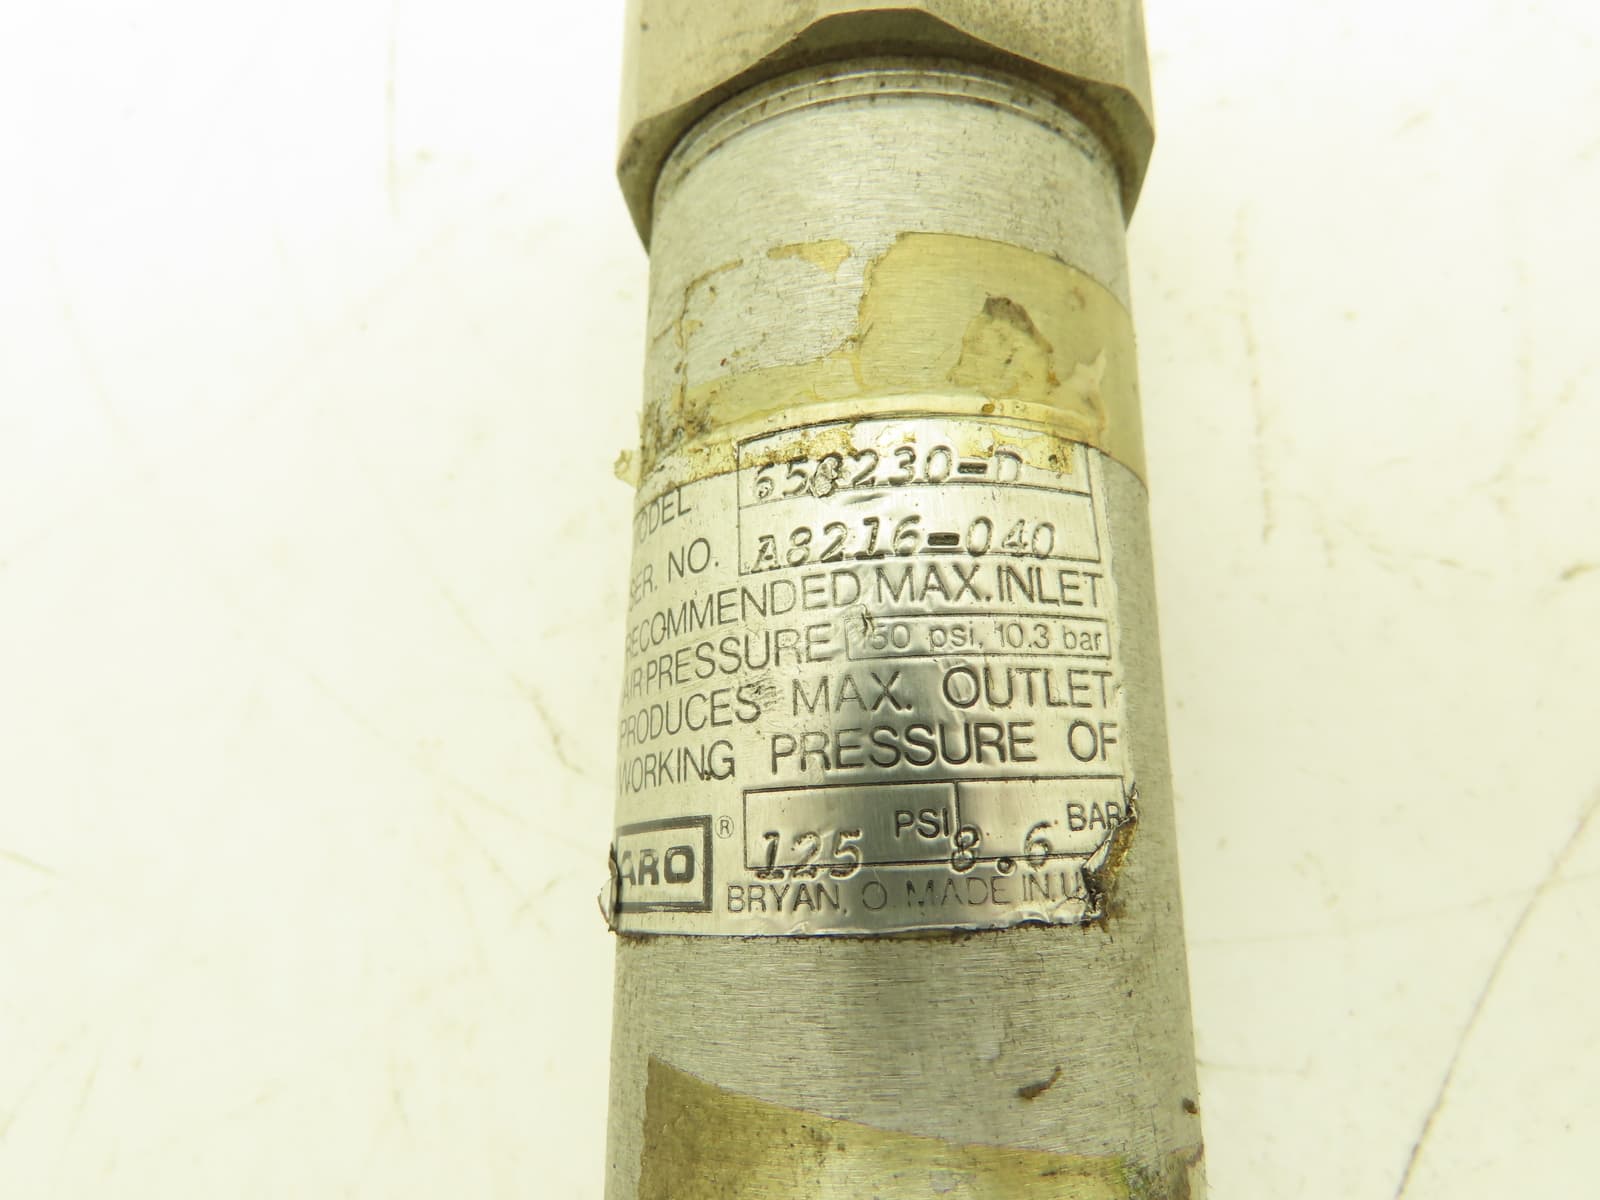 MODEL 650230-D
SER. NO. A8216-040
RECOMMENDED MAX. INLET
AIR PRESSURE 150 psi, 10.3 bar
PRODUCES MAX. OUTLET
WORKING PRESSURE OF
125 PSI 8.6 BAR
ARO®
BRYAN, O. MADE IN U